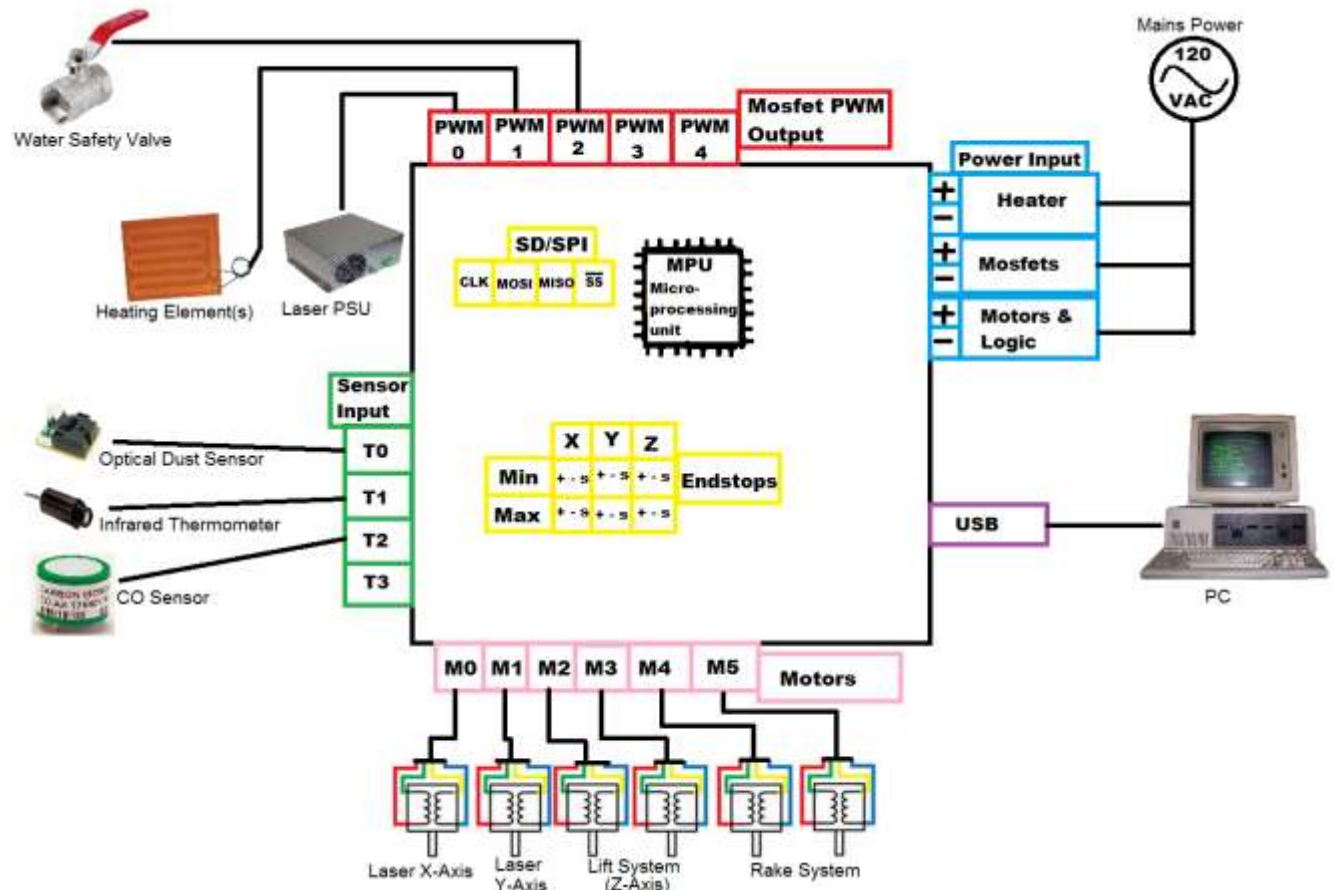 Mains Power
120
VAC
Water Safety Valve
PWM 0
PWM 1
PWM 2
PWM 3
PWM 4
Mosfet PWM
Output
Power Input
+
-
Heater
+
-
Mosfets
+
-
Motors &
Logic
Heating Element(s)
Laser PSU
SD/SPI
CLK MOSI MISO SS
MPU
Micro-
processing
unit
Sensor
Input
T0
T1
T2
T3
Optical Dust Sensor
Infrared Thermometer
CO Sensor
X Y Z
Min + - s + - s + - s
Max + - s + - s + - s
Endstops
USB
PC
M0 M1 M2 M3 M4 M5
Motors
Laser X-Axis
Laser
Y-Axis
Lift System
(Z-Axis)
Rake System